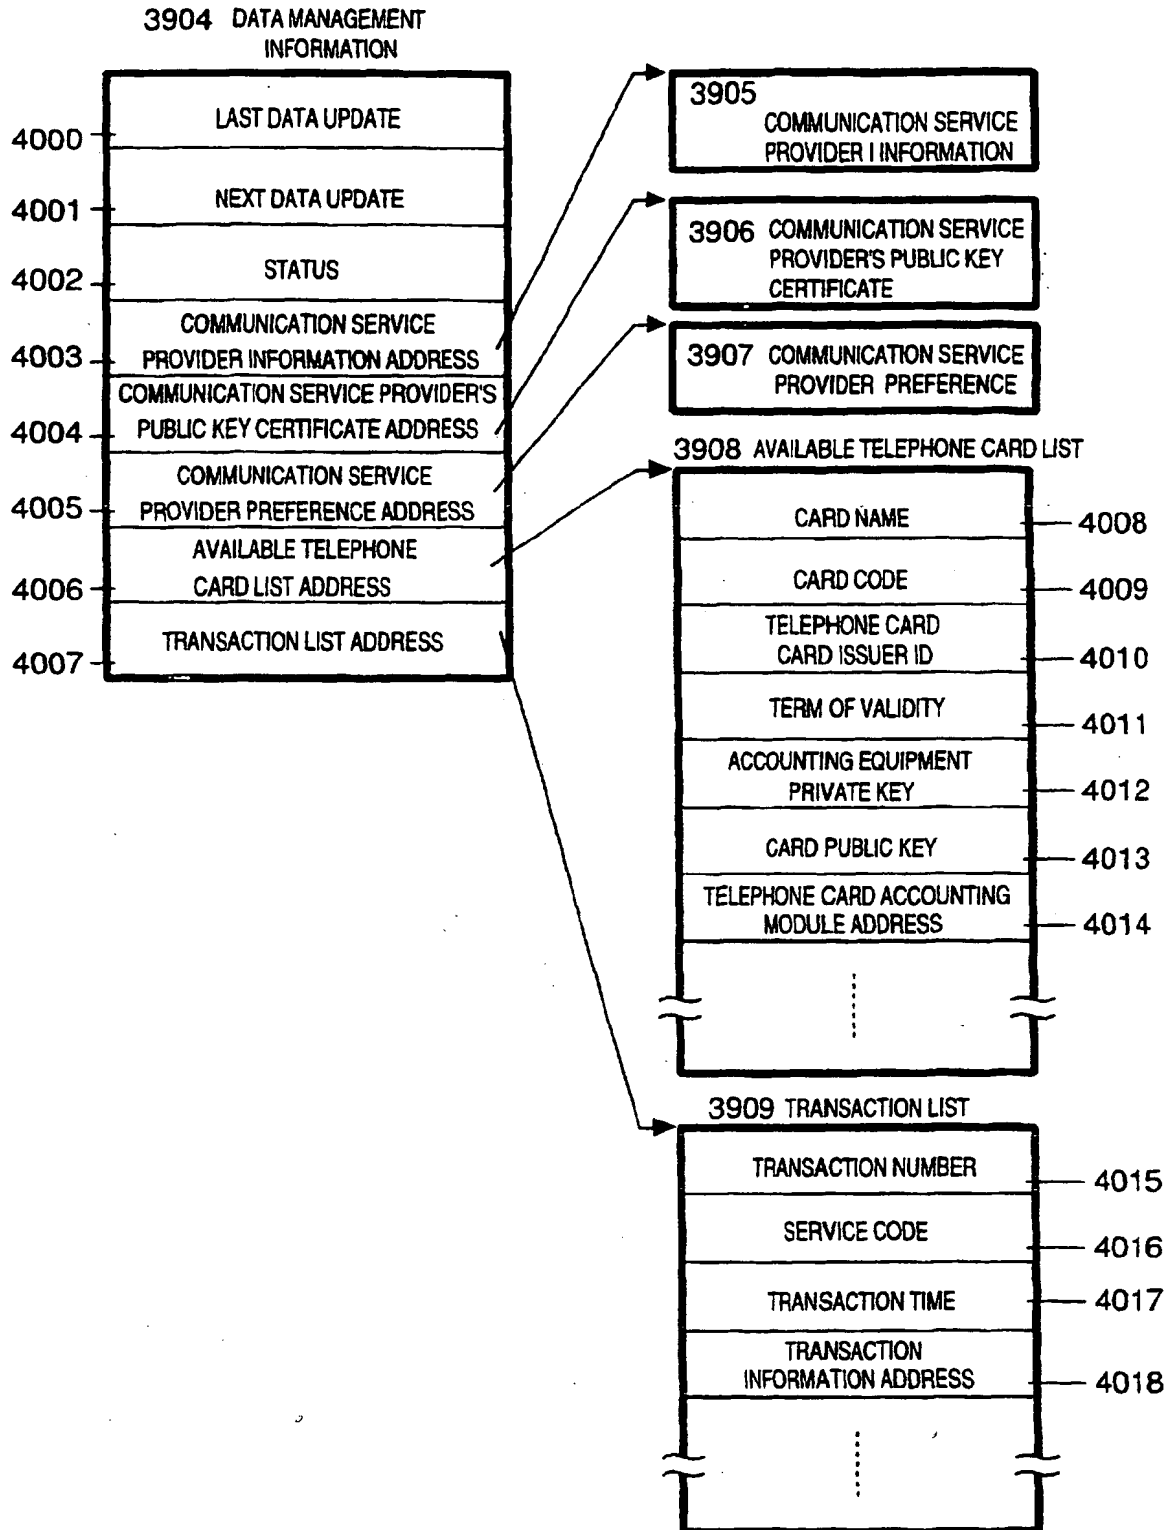 3904 DATA MANAGEMENT
INFORMATION
LAST DATA UPDATE
4000
NEXT DATA UPDATE
4001
STATUS
4002
COMMUNICATION SERVICE
PROVIDER INFORMATION ADDRESS
4003
COMMUNICATION SERVICE PROVIDER'S
PUBLIC KEY CERTIFICATE ADDRESS
4004
COMMUNICATION SERVICE
PROVIDER PREFERENCE ADDRESS
4005
AVAILABLE TELEPHONE
CARD LIST ADDRESS
4006
TRANSACTION LIST ADDRESS
4007
3905
COMMUNICATION SERVICE
PROVIDER I INFORMATION
3906 COMMUNICATION SERVICE
PROVIDER'S PUBLIC KEY
CERTIFICATE
3907 COMMUNICATION SERVICE
PROVIDER PREFERENCE
3908 AVAILABLE TELEPHONE CARD LIST
CARD NAME
4008
CARD CODE
4009
TELEPHONE CARD
CARD ISSUER ID
4010
TERM OF VALIDITY
4011
ACCOUNTING EQUIPMENT
PRIVATE KEY
4012
CARD PUBLIC KEY
4013
TELEPHONE CARD ACCOUNTING
MODULE ADDRESS
4014
3909 TRANSACTION LIST
TRANSACTION NUMBER
4015
SERVICE CODE
4016
TRANSACTION TIME
4017
TRANSACTION
INFORMATION ADDRESS
4018